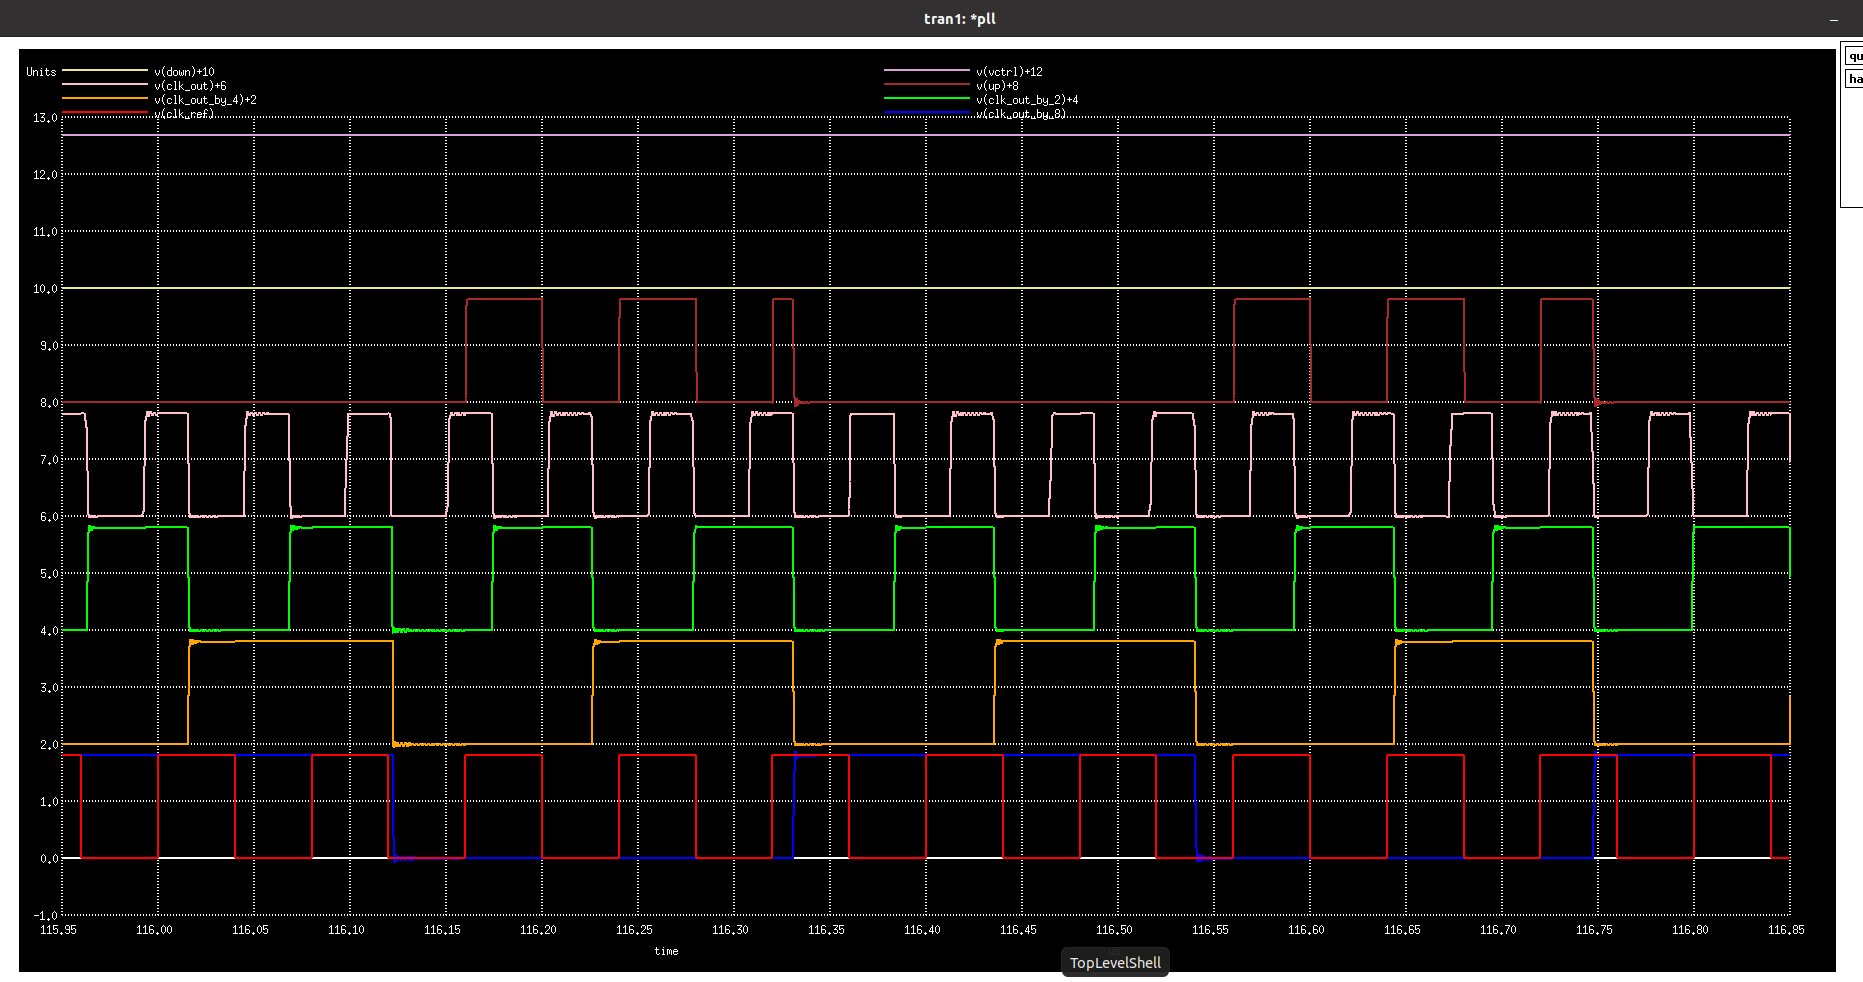 tran1: *pll
qu
ha
Units v(down)+10 v(vctrl)+12
v(clk_out)+6 v(up)+8
v(clk_out_by_4)+2 v(clk_out_by_2)+4
v(clk_ref) v(clk_out_by_8)
13.0
12.0
11.0
10.0
9.0
8.0
7.0
6.0
5.0
4.0
3.0
2.0
1.0
0.0
-1.0
115.95 116.00 116.05 116.10 116.15 116.20 116.25 116.30 116.35 116.40 116.45 116.50 116.55 116.60 116.65 116.70 116.75 116.80 116.85
time
TopLevelShell